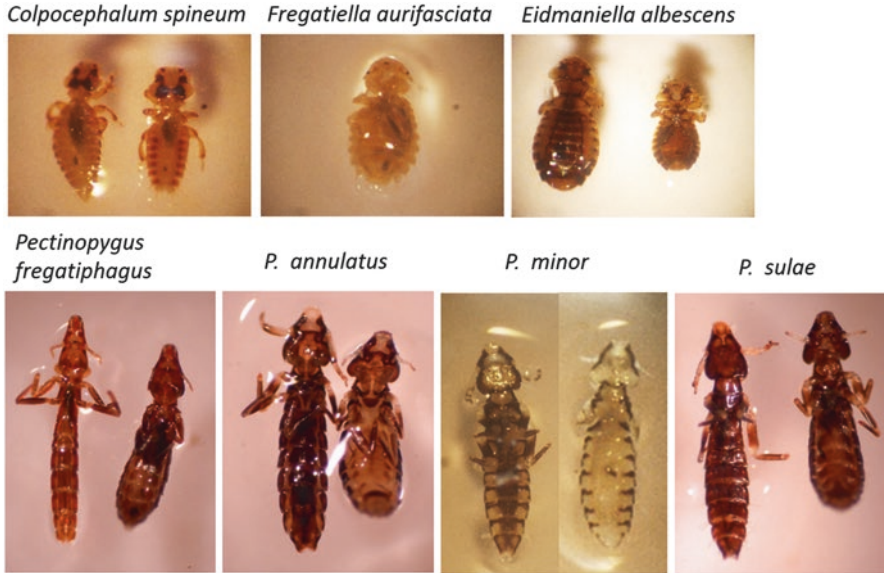 Colpocephalum spineum
Fregatiella aurifasciata
Eidmaniella albescens
Pectinopygus
fregatiphagus
P. annulatus
P. minor
P. sulae